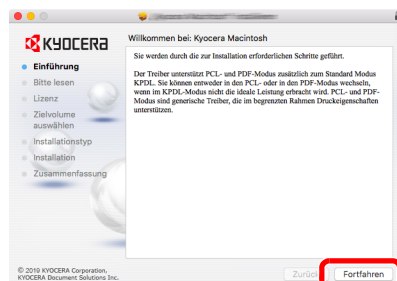 KYOCERA
Willkommen bei: Kyocera Macintosh
Einführung
Bitte lesen
Lizenz
Zielvolume
auswählen
Installationstyp
Installation
Zusammenfassung
Sie werden durch die zur Installation erforderlichen Schritte geführt.
Der Treiber unterstützt PCL- und PDF-Modus zusätzlich zum Standard Modus
KPDL. Sie können entweder in den PCL- oder in den PDF-Modus wechseln,
wenn im KPDL-Modus nicht die ideale Leistung erbracht wird. PCL- und PDF-
Modus sind generische Treiber, die im begrenzten Rahmen Druckeigenschaften
unterstützen.
© 2019 KYOCERA Corporation,
KYOCERA Document Solutions Inc.
Zurück
Fortfahren